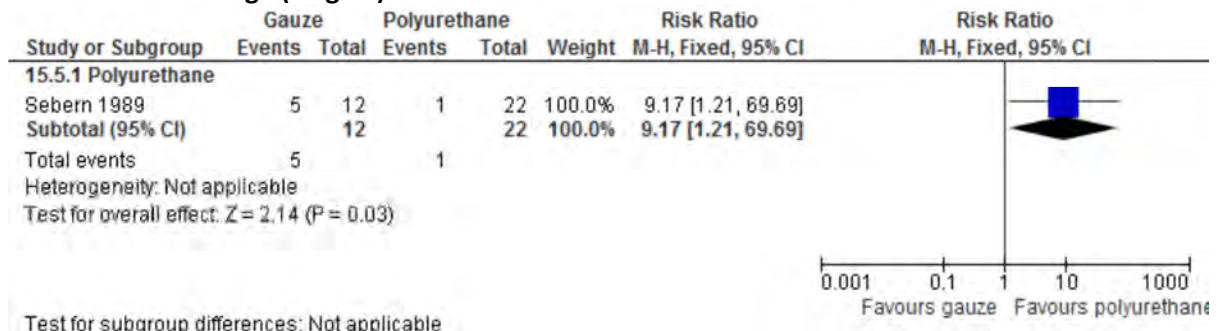 Gauze Polyurethane Risk Ratio Risk Ratio
Study or Subgroup Events Total Events Total Weight M-H, Fixed, 95% CI M-H, Fixed, 95% CI
15.5.1 Polyurethane
Sebern 1989 5 12 1 22 100.0% 9.17 [1.21, 69.69]
Subtotal (95% CI) 12 22 100.0% 9.17 [1.21, 69.69]
Total events 5 1
Heterogeneity: Not applicable
Test for overall effect: Z = 2.14 (P = 0.03)
0.001 0.1 1 10 1000
Favours gauze Favours polyurethane
Test for subgroup differences: Not applicable